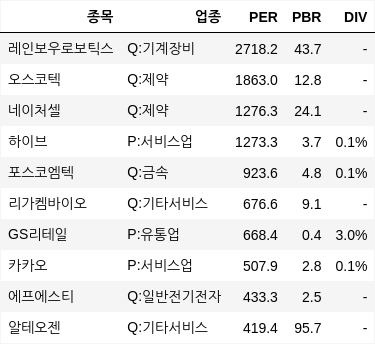 종목 업종 PER PBR DIV
레인보우로보틱스 Q:기계장비 2718.2 43.7 -
오스코텍 Q:제약 1863.0 12.8 -
네이처셀 Q:제약 1276.3 24.1 -
하이브 P:서비스업 1273.3 3.7 0.1%
포스코엠텍 Q:금속 923.6 4.8 0.1%
리가켐바이오 Q:기타서비스 676.6 9.1 -
GS리테일 P:유통업 668.4 0.4 3.0%
카카오 P:서비스업 507.9 2.8 0.1%
에프에스티 Q:일반전기전자 433.3 2.5 -
알테오젠 Q:기타서비스 419.4 95.7 -